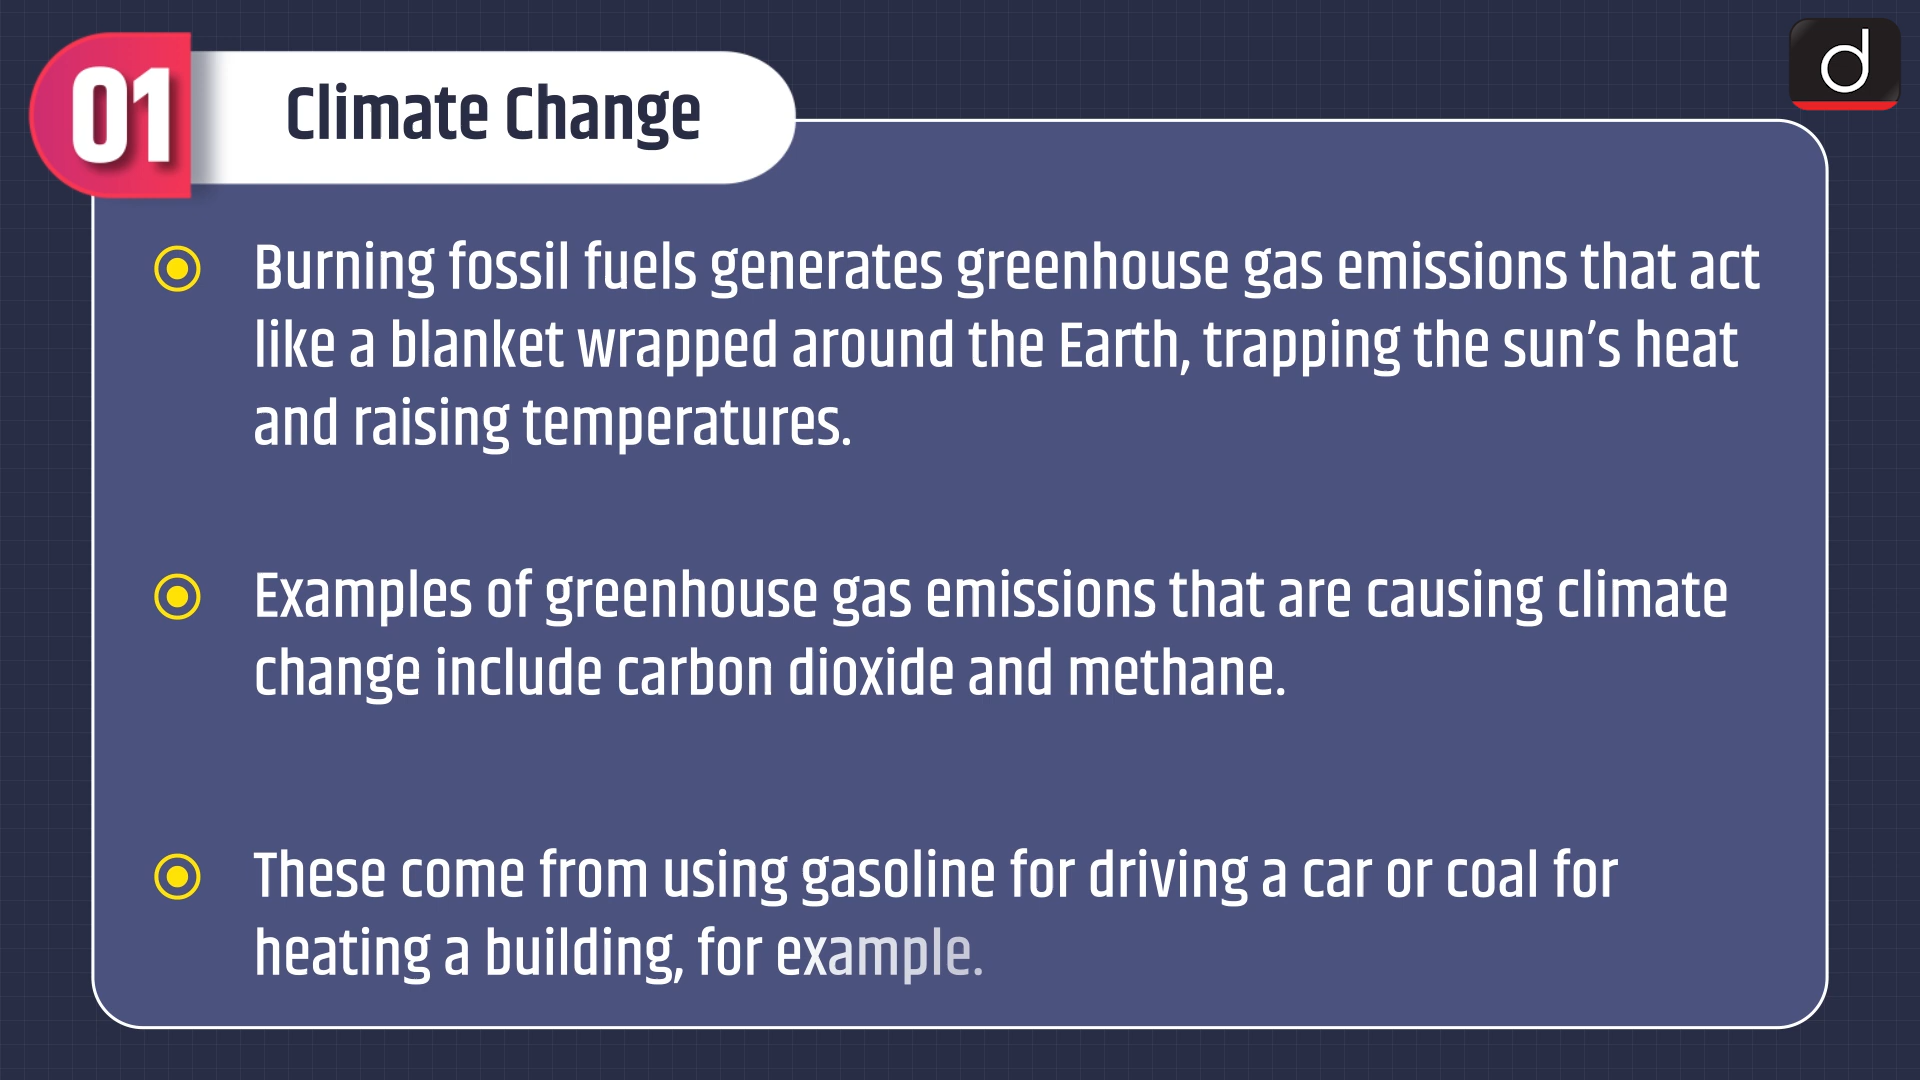 01
Climate Change
d
Burning fossil fuels generates greenhouse gas emissions that act
like a blanket wrapped around the Earth, trapping the sun’s heat
and raising temperatures.
Examples of greenhouse gas emissions that are causing climate
change include carbon dioxide and methane.
These come from using gasoline for driving a car or coal for
heating a building, for example.